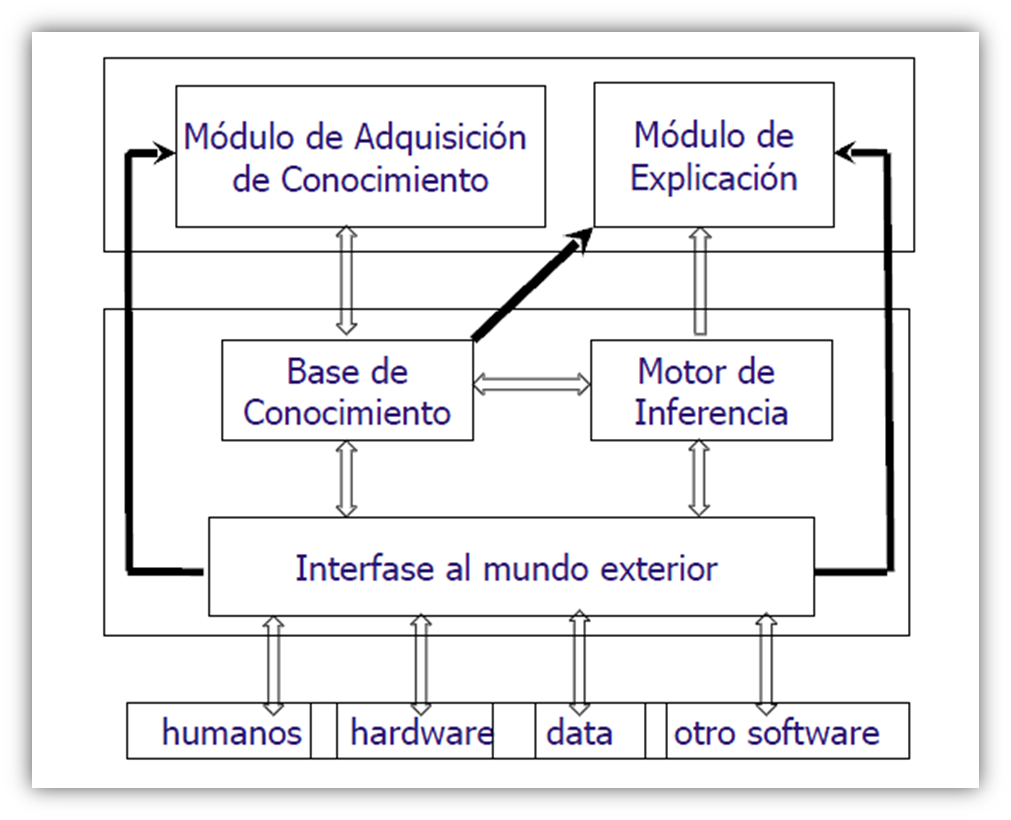 Módulo de Adquisición
de Conocimiento
Módulo de
Explicación
Base de
Conocimiento
Motor de
Inferencia
Interfase al mundo exterior
humanos
hardware
data
otro software